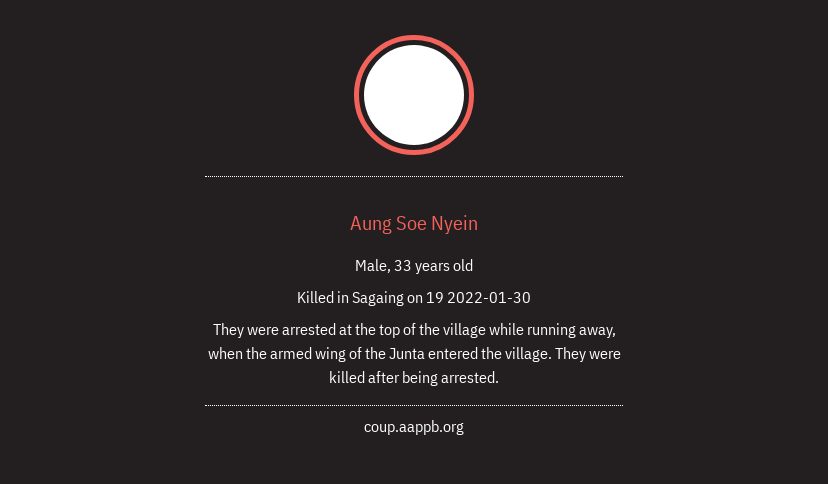 Aung Soe Nyein
Male, 33 years old
Killed in Sagaing on 19 2022-01-30
They were arrested at the top of the village while running away,
when the armed wing of the Junta entered the village. They were
killed after being arrested.
coup.aappb.org